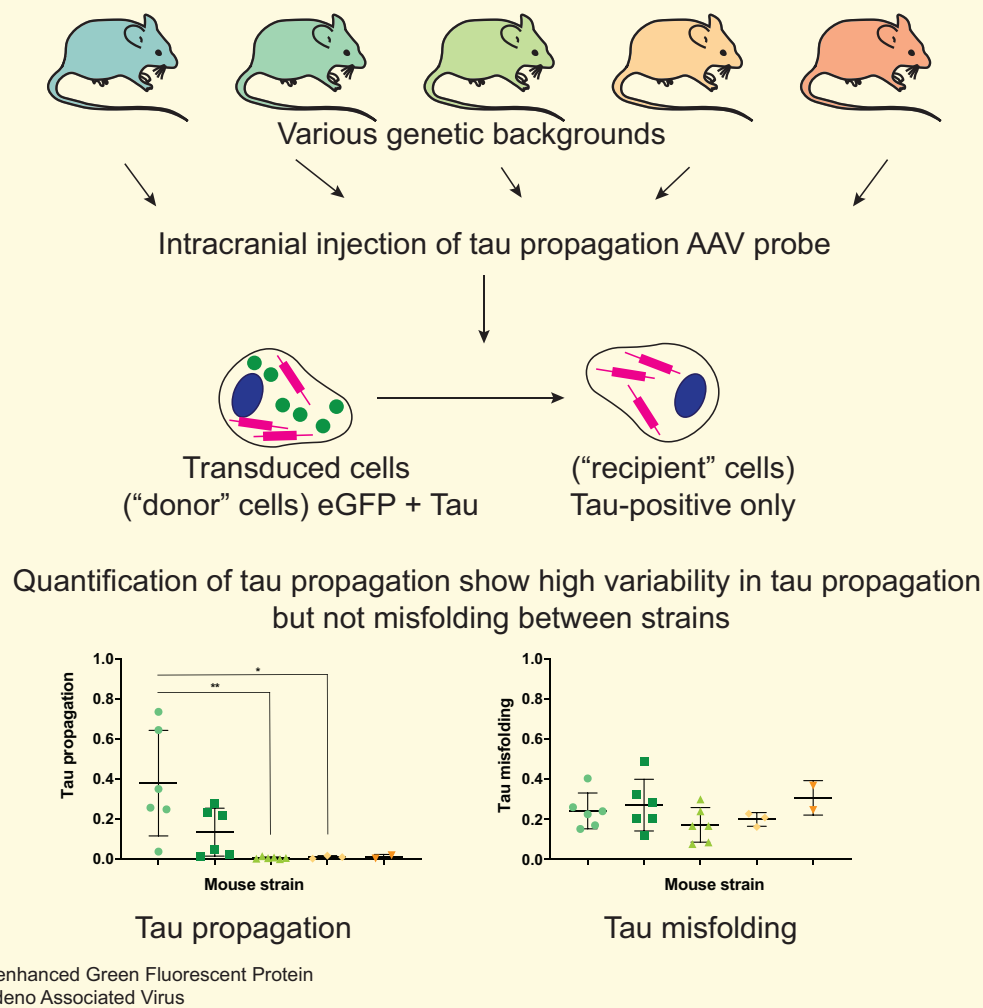 Various genetic backgrounds
Intracranial injection of tau propagation AAV probe
Transduced cells
(“donor” cells) eGFP + Tau
(“recipient” cells)
Tau-positive only
Quantification of tau propagation show high variability in tau propagation
but not misfolding between strains
Tau propagation
1.0
0.8
0.6
0.4
0.2
0.0
*
**
Mouse strain
Tau propagation
Tau misfolding
1.0
0.8
0.6
0.4
0.2
0.0
Mouse strain
Tau misfolding
enhanced Green Fluorescent Protein
deno Associated Virus